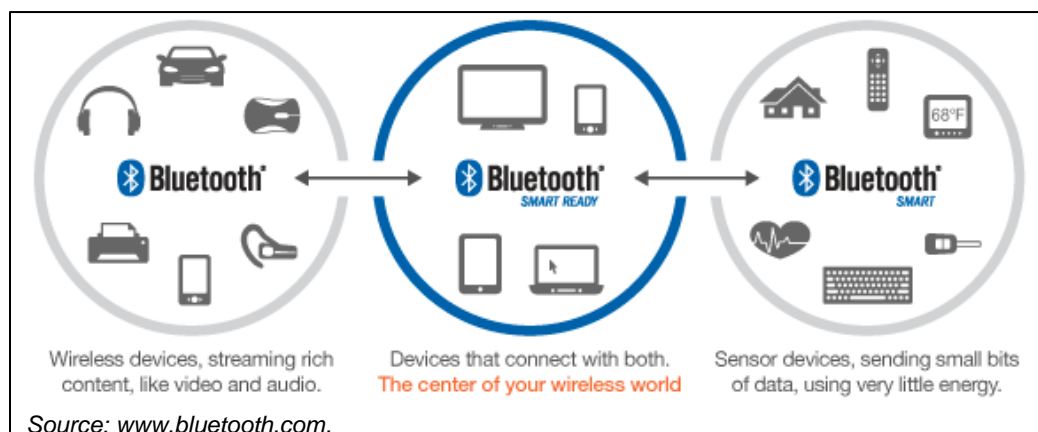 68°F
Bluetooth
Bluetooth
SMART READY
Bluetooth
SMART
Wireless devices, streaming rich
content, like video and audio.
Devices that connect with both.
The center of your wireless world
Sensor devices, sending small bits
of data, using very little energy.
Source: www.bluetooth.com.